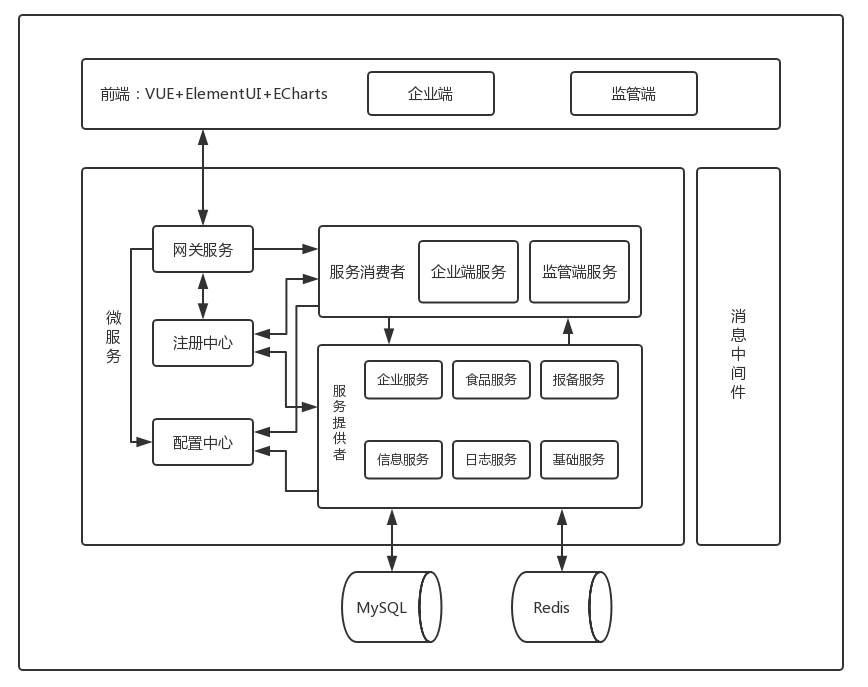 前端：VUE+ElementUI+ECharts
企业端
监管端
微服务
网关服务
注册中心
配置中心
服务消费者
企业端服务
监管端服务
服务提供者
企业服务
食品服务
报备服务
信息服务
日志服务
基础服务
消息中间件
MySQL
Redis